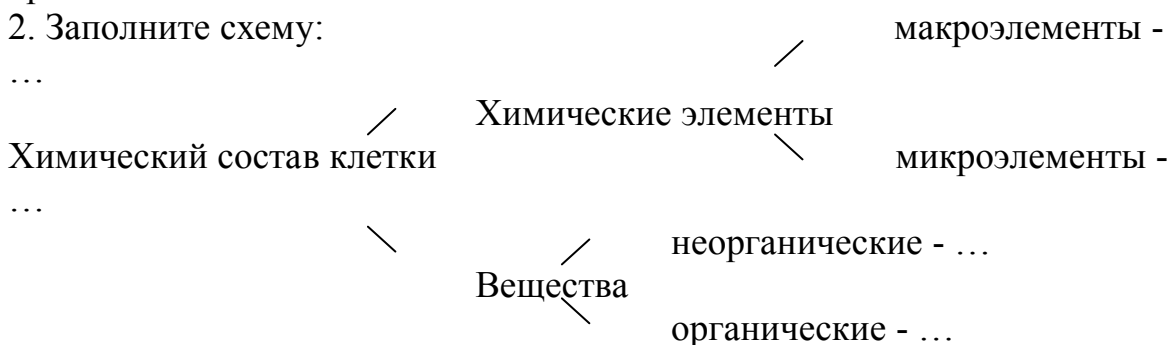 2. Заполните схему: макроэлементы -
…
Химические элементы
Химический состав клетки микроэлементы -
…
неорганические - …
Вещества
органические - …